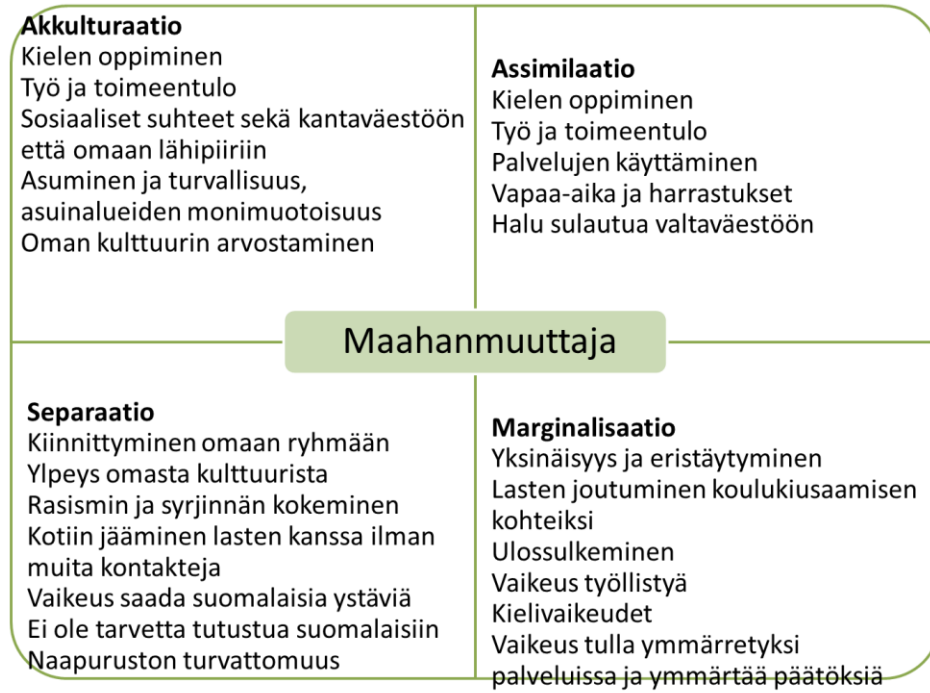 Akkulturaatio
Kielen oppiminen
Työ ja toimeentulo
Sosiaaliset suhteet sekä kantaväestöön
että omaan lähipiiriin
Asuminen ja turvallisuus,
asuinalueiden monimuotoisuus
Oman kulttuurin arvostaminen
Assimilaatio
Kielen oppiminen
Työ ja toimeentulo
Palvelujen käyttäminen
Vapaa-aika ja harrastukset
Halu sulautua valtaväestöön
Maahanmuuttaja
Separaatio
Kiinnittyminen omaan ryhmään
Ylpeys omasta kulttuurista
Rasismin ja syrjinnän kokeminen
Kotiin jääminen lasten kanssa ilman
muita kontakteja
Vaikeus saada suomalaisia ystäviä
Ei ole tarvetta tutustua suomalaisiin
Naapuruston turvattomuus
Marginalisaatio
Yksinäisyys ja eristäytyminen
Lasten joutuminen koulukiusaamisen
kohteiksi
Ulossulkeminen
Vaikeus työllistyä
Kielivaikeudet
Vaikeus tulla ymmärretyksi
palveluissa ja ymmärtää päätöksiä